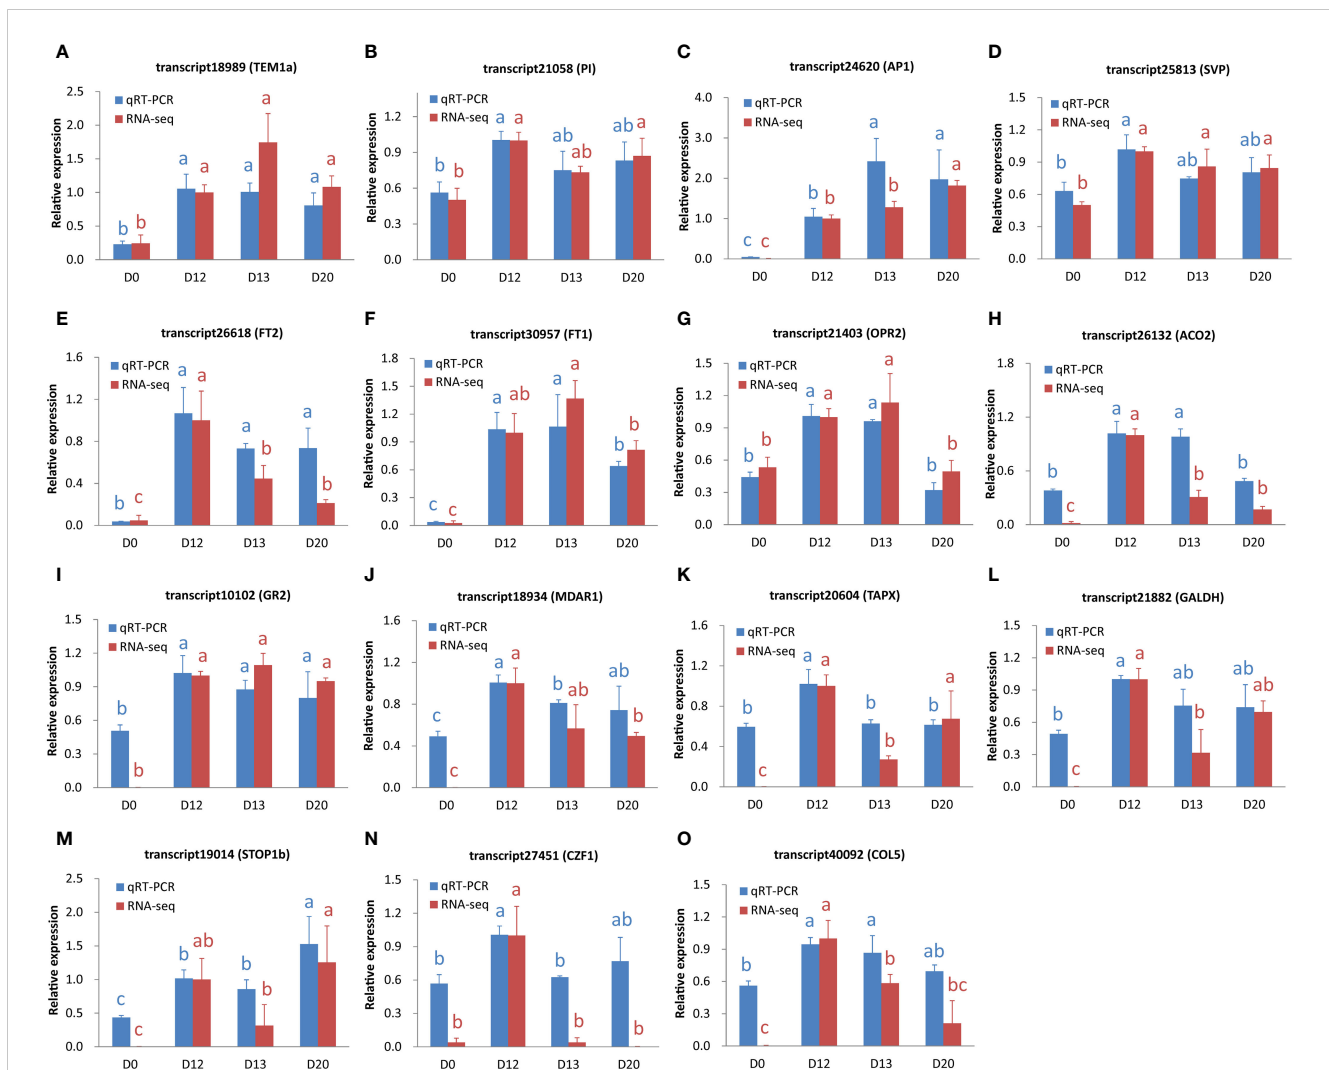 A
transcript18989 (TEM1a)
Relative expression
2.5
2.0
1.5
1.0
0.5
0.0
qRT-PCR
RNA-seq
b b a a a a a a
D0 D12 D13 D20
B
transcript21058 (PI)
Relative expression
1.2
0.9
0.6
0.3
0.0
qRT-PCR
RNA-seq
b b a a ab ab ab a
D0 D12 D13 D20
C
transcript24620 (AP1)
Relative expression
4.0
3.0
2.0
1.0
0.0
qRT-PCR
RNA-seq
c c b b a b a a
D0 D12 D13 D20
D
transcript25813 (SVP)
Relative expression
1.5
1.2
0.9
0.6
0.3
0.0
qRT-PCR
RNA-seq
b b a a ab a ab a
D0 D12 D13 D20
E
transcript26618 (FT2)
Relative expression
1.6
1.2
0.8
0.4
0.0
qRT-PCR
RNA-seq
b c a a a b a b
D0 D12 D13 D20
F
transcript30957 (FT1)
Relative expression
1.8
1.5
1.2
0.9
0.6
0.3
0.0
qRT-PCR
RNA-seq
c c a ab a a b b
D0 D12 D13 D20
G
transcript21403 (OPR2)
Relative expression
1.5
1.2
0.9
0.6
0.3
0.0
qRT-PCR
RNA-seq
b b a a a a b b
D0 D12 D13 D20
H
transcript26132 (ACO2)
Relative expression
1.8
1.2
0.6
0.0
qRT-PCR
RNA-seq
b c a a a b b b
D0 D12 D13 D20
I
transcript10102 (GR2)
Relative expression
1.5
1.2
0.9
0.6
0.3
0.0
qRT-PCR
RNA-seq
b b a a a a a a
D0 D12 D13 D20
J
transcript18934 (MDAR1)
Relative expression
1.6
1.2
0.8
0.4
0.0
qRT-PCR
RNA-seq
c c a a b ab ab b
D0 D12 D13 D20
K
transcript20604 (TAPX)
Relative expression
1.6
1.2
0.8
0.4
0.0
qRT-PCR
RNA-seq
b c a a b b b a
D0 D12 D13 D20
L
transcript21882 (GALDH)
Relative expression
1.5
1.2
0.9
0.6
0.3
0.0
qRT-PCR
RNA-seq
b c a a ab b ab ab
D0 D12 D13 D20
M
transcript19014 (STOP1b)
Relative expression
2.5
2.0
1.5
1.0
0.5
0.0
qRT-PCR
RNA-seq
c c b ab b b a a
D0 D12 D13 D20
N
transcript27451 (CZF1)
Relative expression
1.5
1.2
0.9
0.6
0.3
0.0
qRT-PCR
RNA-seq
b b a a b b ab b
D0 D12 D13 D20
O
transcript40092 (COL5)
Relative expression
1.5
1.2
0.9
0.6
0.3
0.0
qRT-PCR
RNA-seq
b c a a a b ab bc
D0 D12 D13 D20